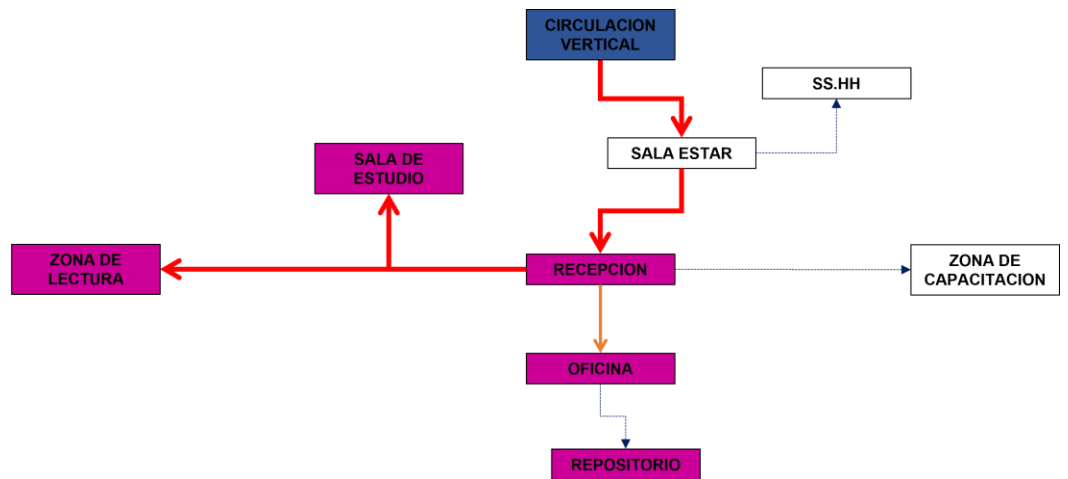 CIRCULACION
VERTICAL
SS.HH
SALA ESTAR
SALA DE
ESTUDIO
ZONA DE
LECTURA
RECEPCION
ZONA DE
CAPACITACION
OFICINA
REPOSITORIO